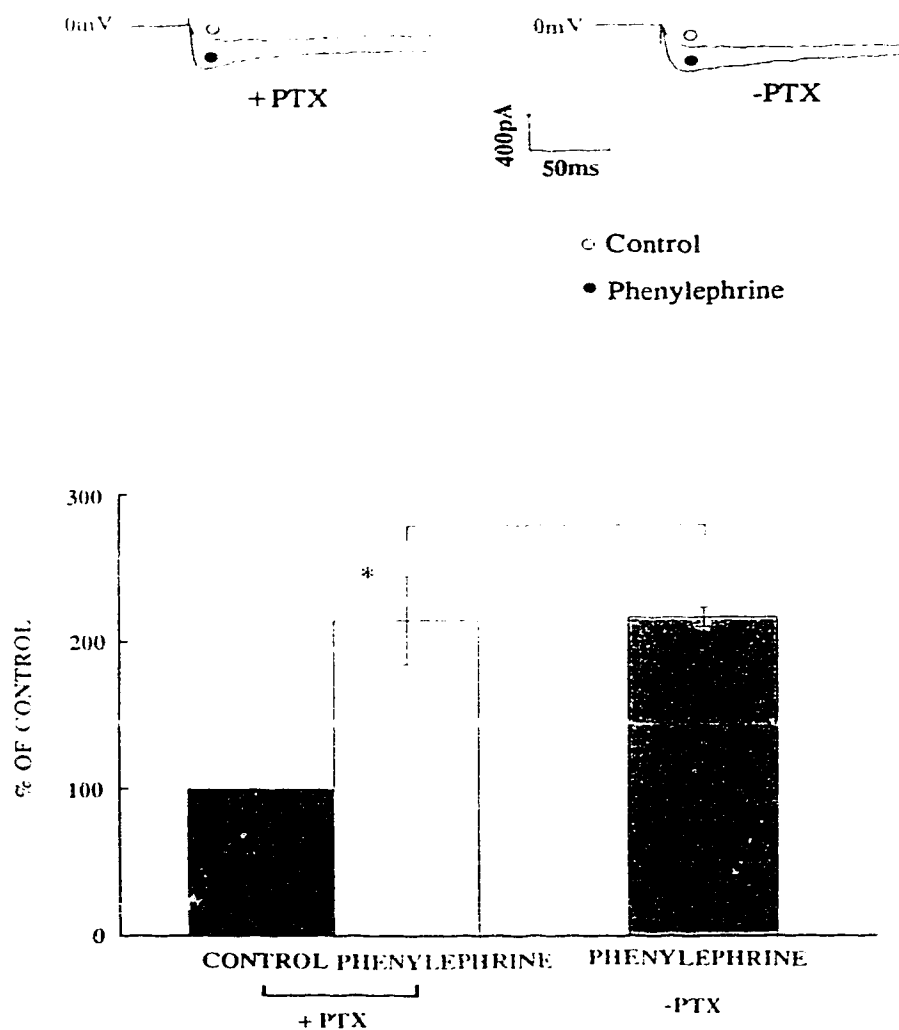 0mV
+PTX
0mV
-PTX
400pA
50ms
○ Control
● Phenylephrine
% OF CONTROL
300
200
100
0
*
CONTROL PHENYLEPHRINE
+ PTX
PHENYLEPHRINE
-PTX